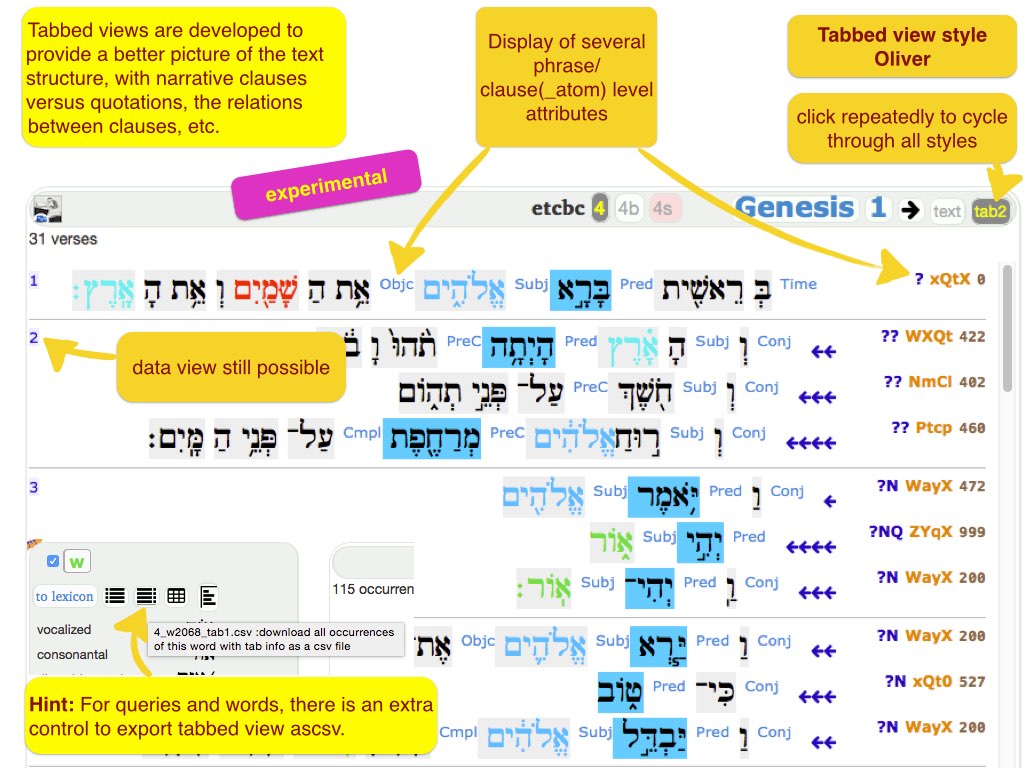 Tabbed views are developed to
provide a better picture of the text
structure, with narrative clauses
versus quotations, the relations
between clauses, etc.
Display of several
phrase/
clause(_atom) level
attributes
Tabbed view style
Oliver
click repeatedly to cycle
through all styles
experimental
etcbc 4 4b 4s Genesis 1 → text tab2
31 verses
1 Time בְּ רֵאשִׁ֖ית Pred בָּרָ֣א Subj אֱלֹהִ֑ים Objc אֵ֥ת הַ שָּׁמַ֖יִם וְ אֵ֥ת הָ אָֽרֶץ׃ ? xQtX 0
2 Conj וְ Subj הָ אָ֗רֶץ Pred הָיְתָ֥ה PreC תֹ֙הוּ֙ וָ ?? WXQt 422
data view still possible
Conj וְ Subj חֹ֖שֶׁךְ PreC עַל־ פְּנֵ֣י תְהֹ֑ום ?? NmCl 402
Conj וְ Subj ר֣וּחַ אֱלֹהִ֔ים PreC מְרַחֶ֖פֶת Cmpl עַל־ פְּנֵ֥י הַ מָּֽיִם׃ ?? Ptcp 460
3 Conj וַ Pred יֹּ֥אמֶר Subj אֱלֹהִ֖ים ?N WayX 472
Pred יְהִ֣י Subj אֹ֑ור ?NQ ZYqX 999
Conj וַֽ Pred יְהִי־ Subj אֹֽור׃ ?N WayX 200
Conj וַ Pred יַּ֧רְא Subj אֱלֹהִ֛ים Objc אֶת־ ?N WayX 200
Conj כִּי־ Pred טֹ֑וב ?N xQt0 527
Conj וַ Pred יַּבְדֵּ֣ל Subj אֱלֹהִ֔ים Cmpl ?N WayX 200
w
to lexicon
vocalized
consonantal
115 occurren
4_w2068_tab1.csv :download all occurrences
of this word with tab info as a csv file
Hint: For queries and words, there is an extra
control to export tabbed view ascsv.